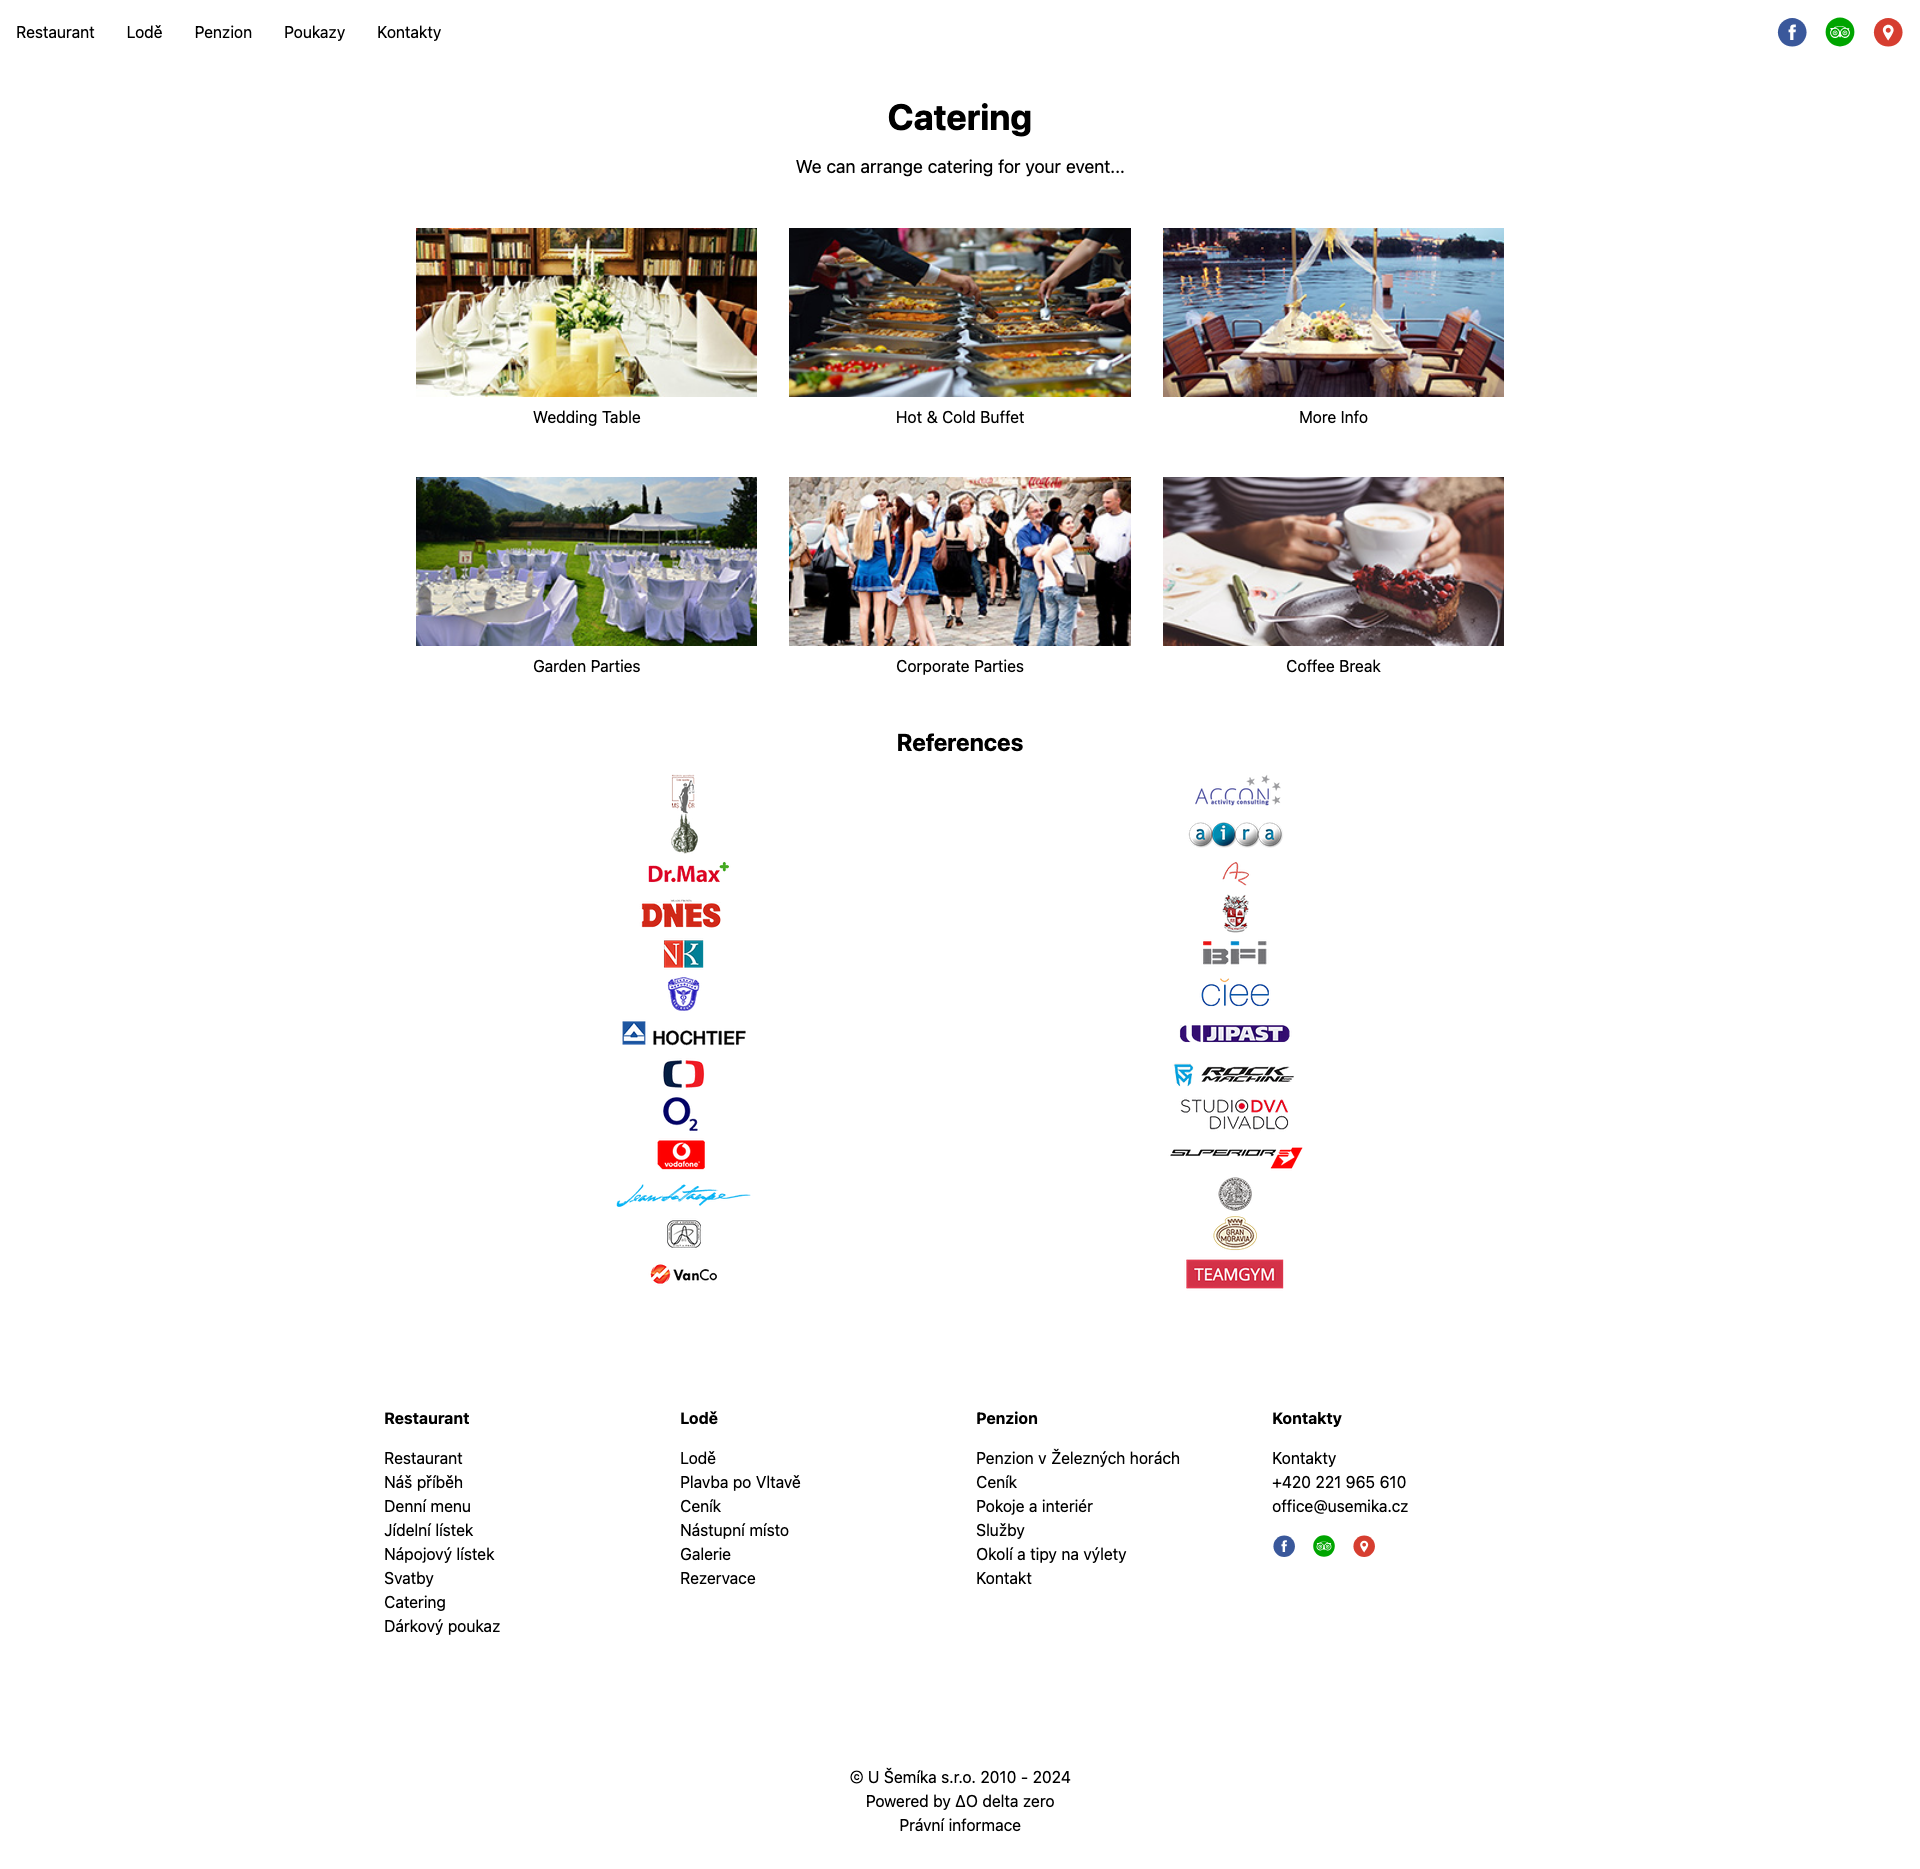 Restaurant
Lodě
Penzion
Poukazy
Kontakty
Catering
We can arrange catering for your event...
Wedding Table
Hot & Cold Buffet
More Info
Garden Parties
Corporate Parties
Coffee Break
References
Dr.Max
DNES
NK
HOCHTIEF
O2
vodafone
VanCo
ACCON
activity consulting
aira
BFI
ciee
JIPAST
ROCK
MACHINE
STUDIODVA
DIVADLO
SUPERIOR
GRAN
MORAVIA
TEAMGYM
Restaurant
Restaurant
Náš příběh
Denní menu
Jídelní lístek
Nápojový lístek
Svatby
Catering
Dárkový poukaz
Lodě
Lodě
Plavba po Vltavě
Ceník
Nástupní místo
Galerie
Rezervace
Penzion
Penzion v Železných horách
Ceník
Pokoje a interiér
Služby
Okolí a tipy na výlety
Kontakt
Kontakty
Kontakty
+420 221 965 610
office@usemika.cz
© U Šemíka s.r.o. 2010 - 2024
Powered by ΔO delta zero
Právní informace